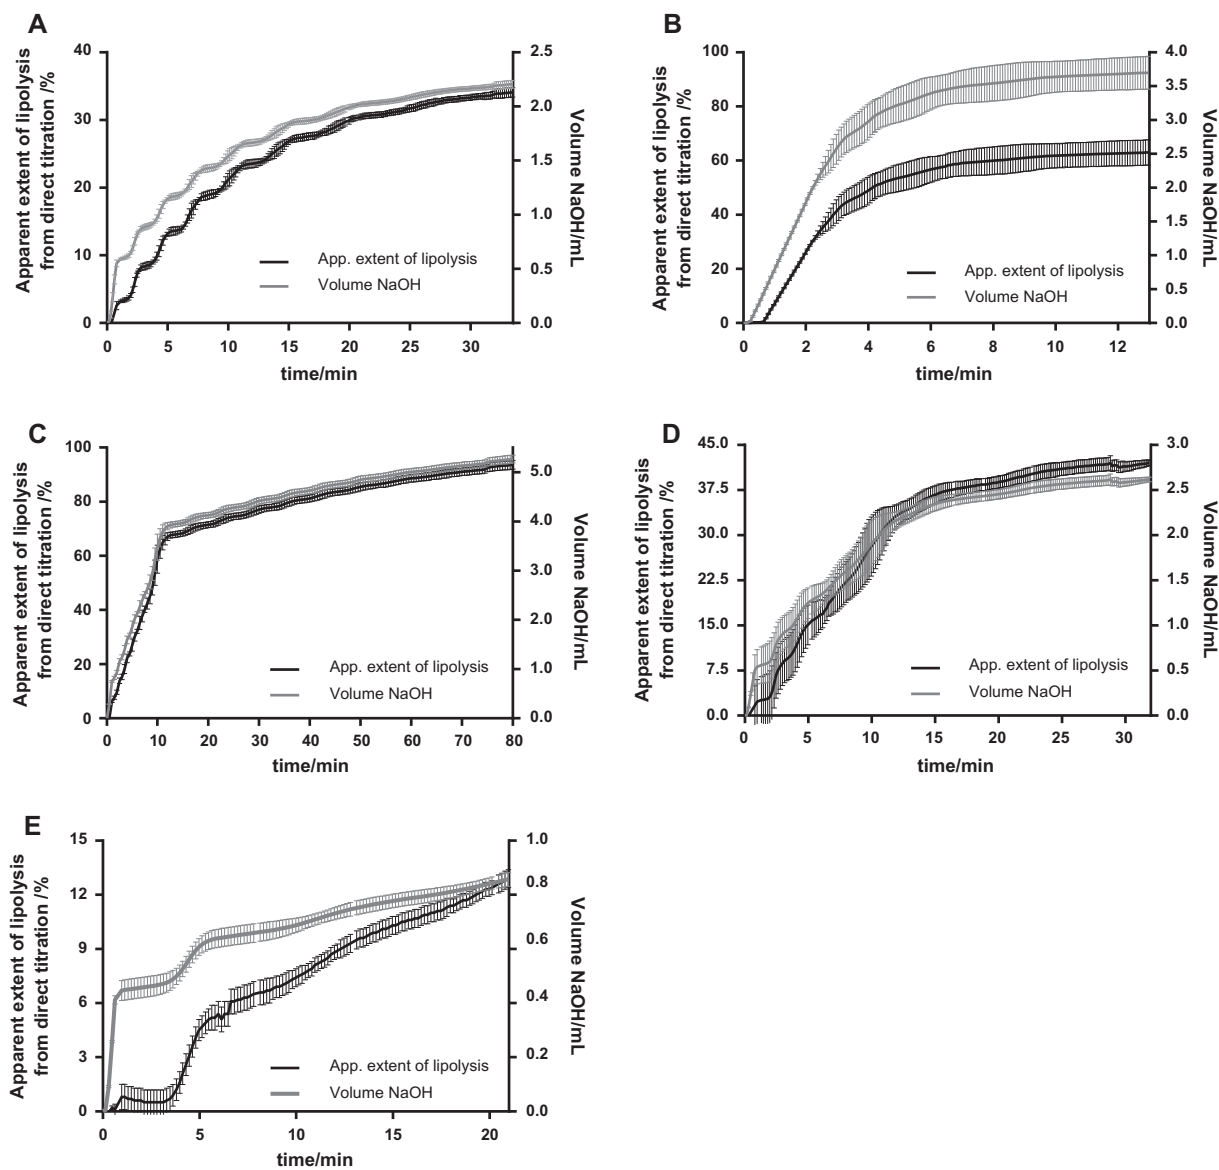 A
Apparent extent of lipolysis
from direct titration /%
40
30
20
10
0
2.5
2.0
1.5
1.0
0.5
0.0
Volume NaOH/mL
App. extent of lipolysis
Volume NaOH
0 5 10 15 20 25 30
time/min
B
Apparent extent of lipolysis
from direct titration /%
100
80
60
40
20
0
4.0
3.5
3.0
2.5
2.0
1.5
1.0
0.5
0.0
Volume NaOH/mL
App. extent of lipolysis
Volume NaOH
0 2 4 6 8 10 12
time/min
C
Apparent extent of lipolysis
from direct titration /%
100
80
60
40
20
0
5.0
4.0
3.0
2.0
1.0
0.0
Volume NaOH/mL
App. extent of lipolysis
Volume NaOH
0 10 20 30 40 50 60 70 80
time/min
D
Apparent extent of lipolysis
from direct titration /%
45.0
37.5
30.0
22.5
15.0
7.5
0.0
3.0
2.5
2.0
1.5
1.0
0.5
0.0
Volume NaOH/mL
App. extent of lipolysis
Volume NaOH
0 5 10 15 20 25 30
time/min
E
Apparent extent of lipolysis
from direct titration /%
15
12
9
6
3
0
1.0
0.8
0.6
0.4
0.2
0.0
Volume NaOH/mL
App. extent of lipolysis
Volume NaOH
0 5 10 15 20
time/min